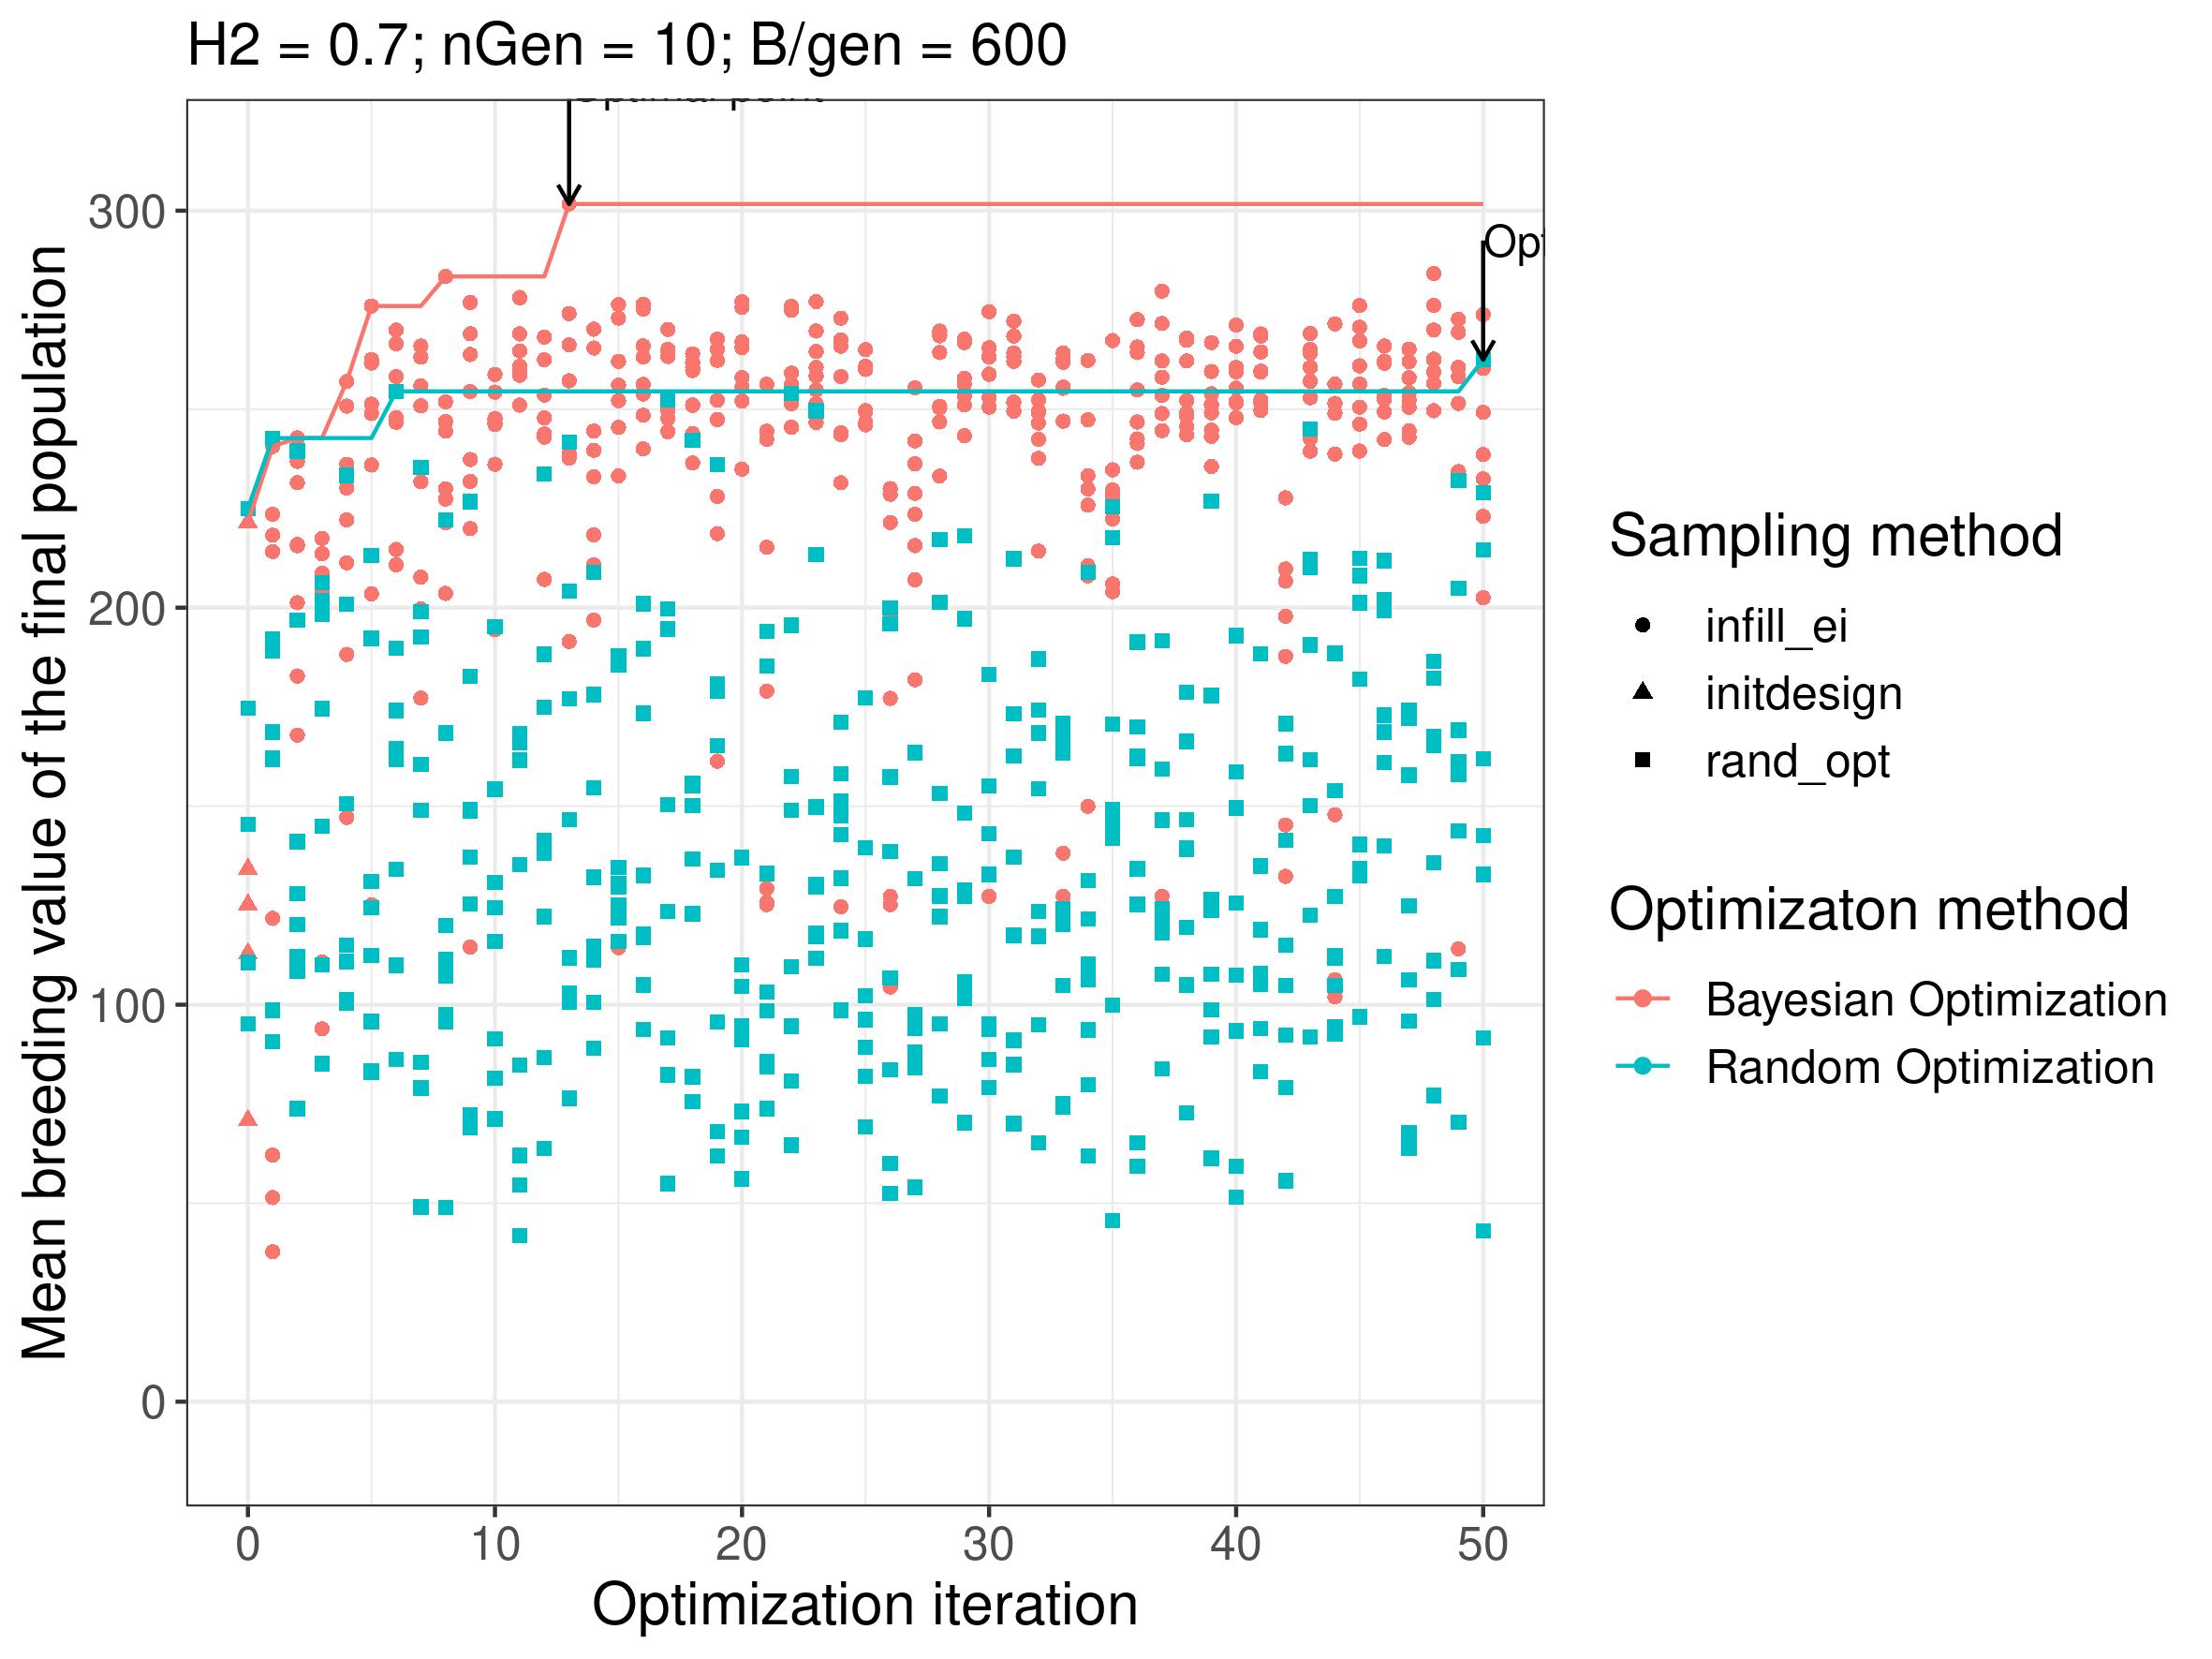 H2 = 0.7; nGen = 10; B/gen = 600
Mean breeding value of the final population
300
200
100
0
0 10 20 30 40 50
Optimization iteration
Sampling method
infill_ei
initdesign
rand_opt
Optimizaton method
Bayesian Optimization
Random Optimization